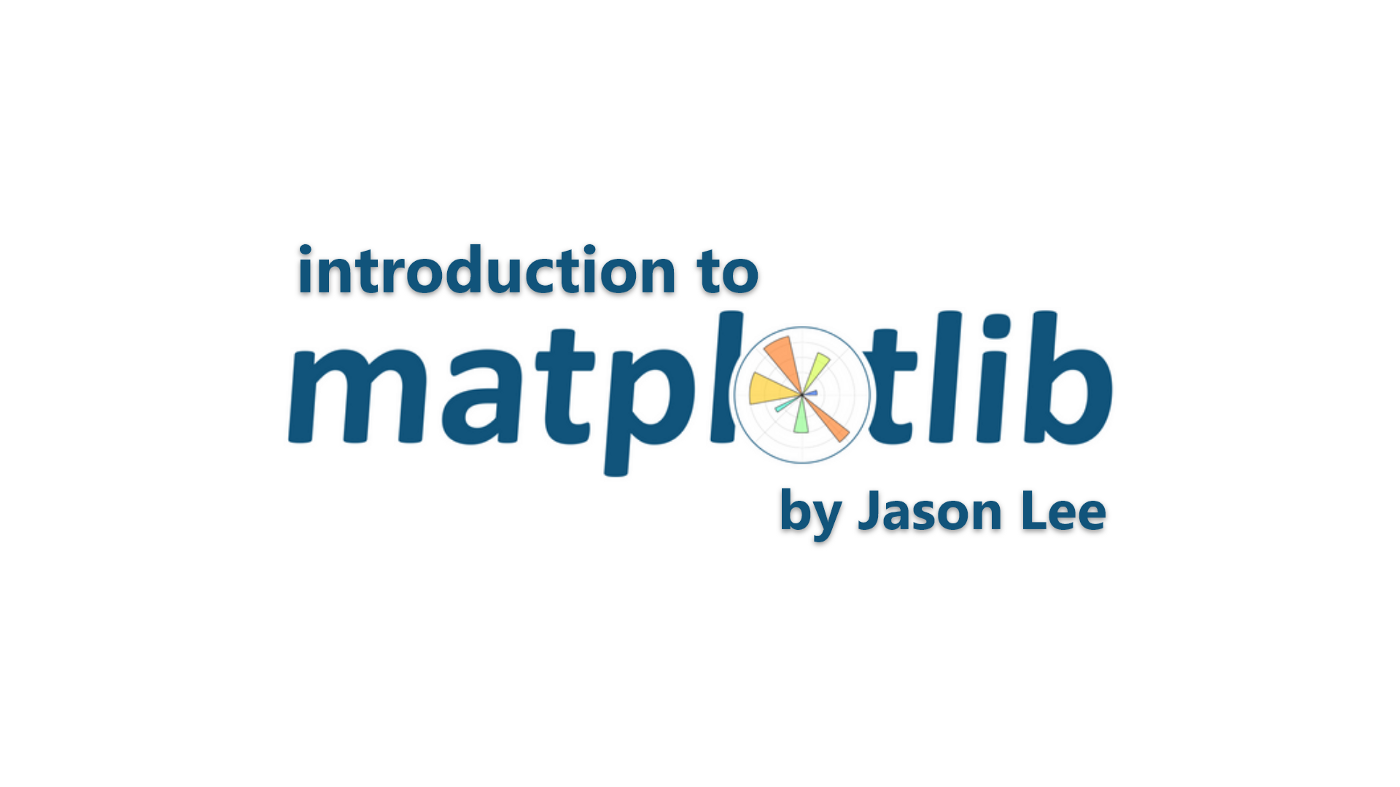 introduction to
matplotlib
by Jason Lee